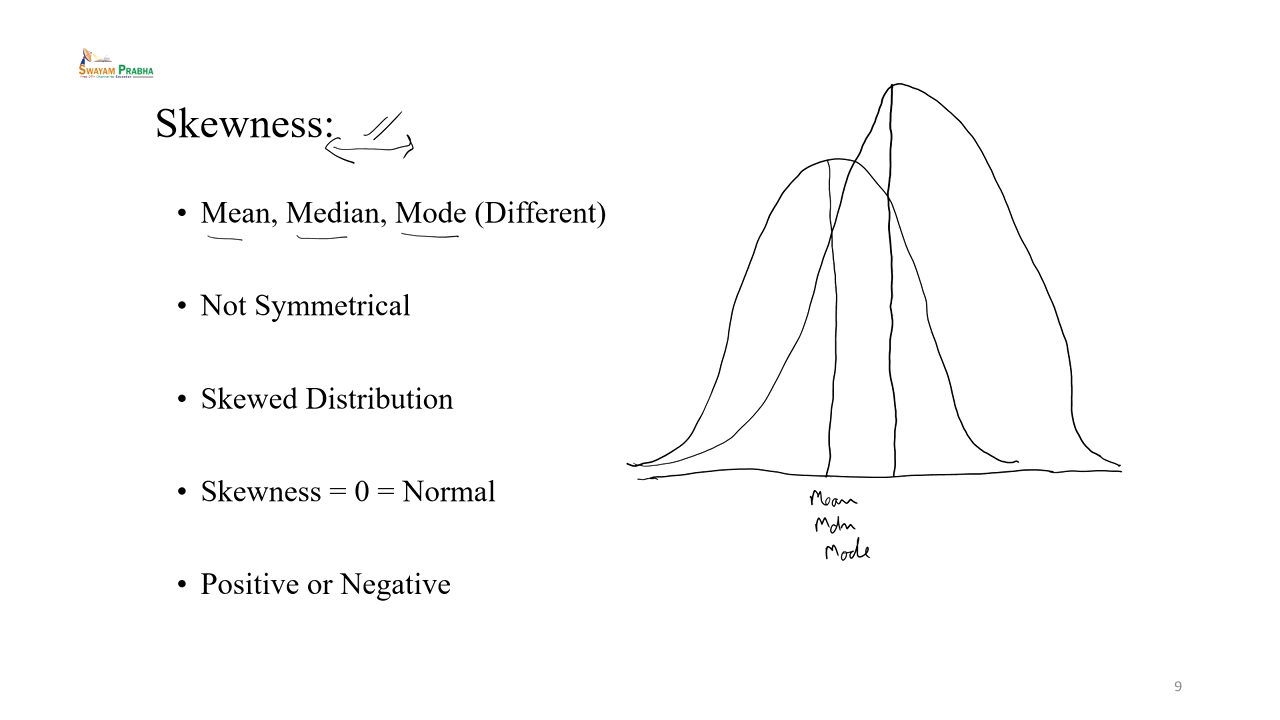 SWAYAM PRABHA
Skewness:
• Mean, Median, Mode (Different)
• Not Symmetrical
• Skewed Distribution
• Skewness = 0 = Normal
• Positive or Negative
Mean
Mdn
Mode
9